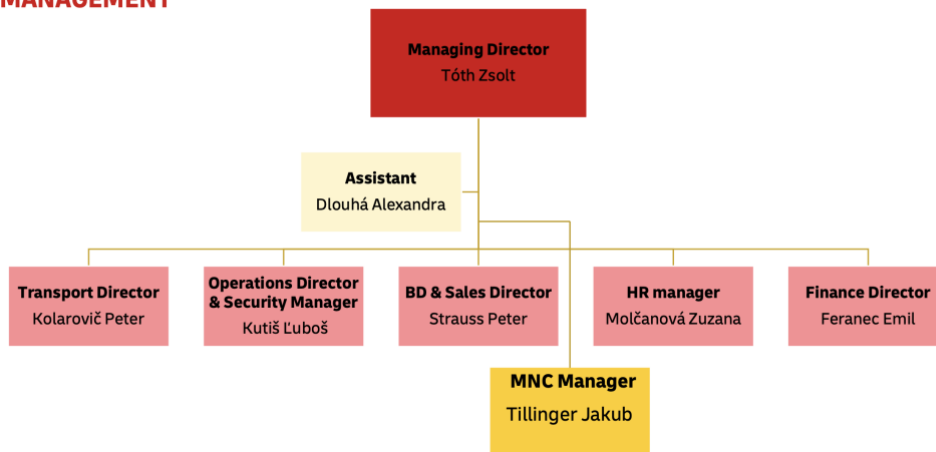 MANAGEMENT
Managing Director
Tóth Zsolt
Assistant
Dlouhá Alexandra
Transport Director
Kolarovič Peter
Operations Director
& Security Manager
Kutiš Ľuboš
BD & Sales Director
Strauss Peter
HR manager
Molčanová Zuzana
Finance Director
Feranec Emil
MNC Manager
Tillinger Jakub